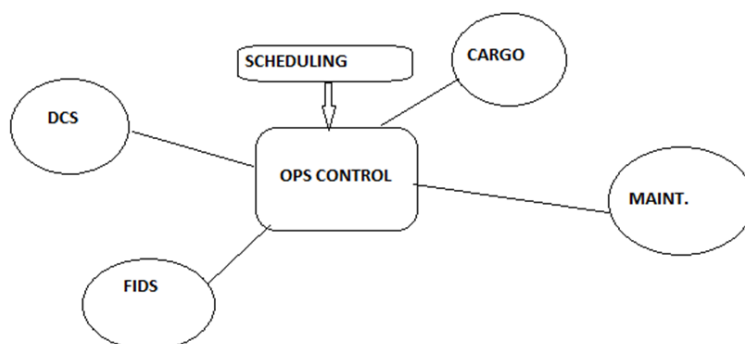 SCHEDULING
CARGO
DCS
OPS CONTROL
MAINT.
FIDS